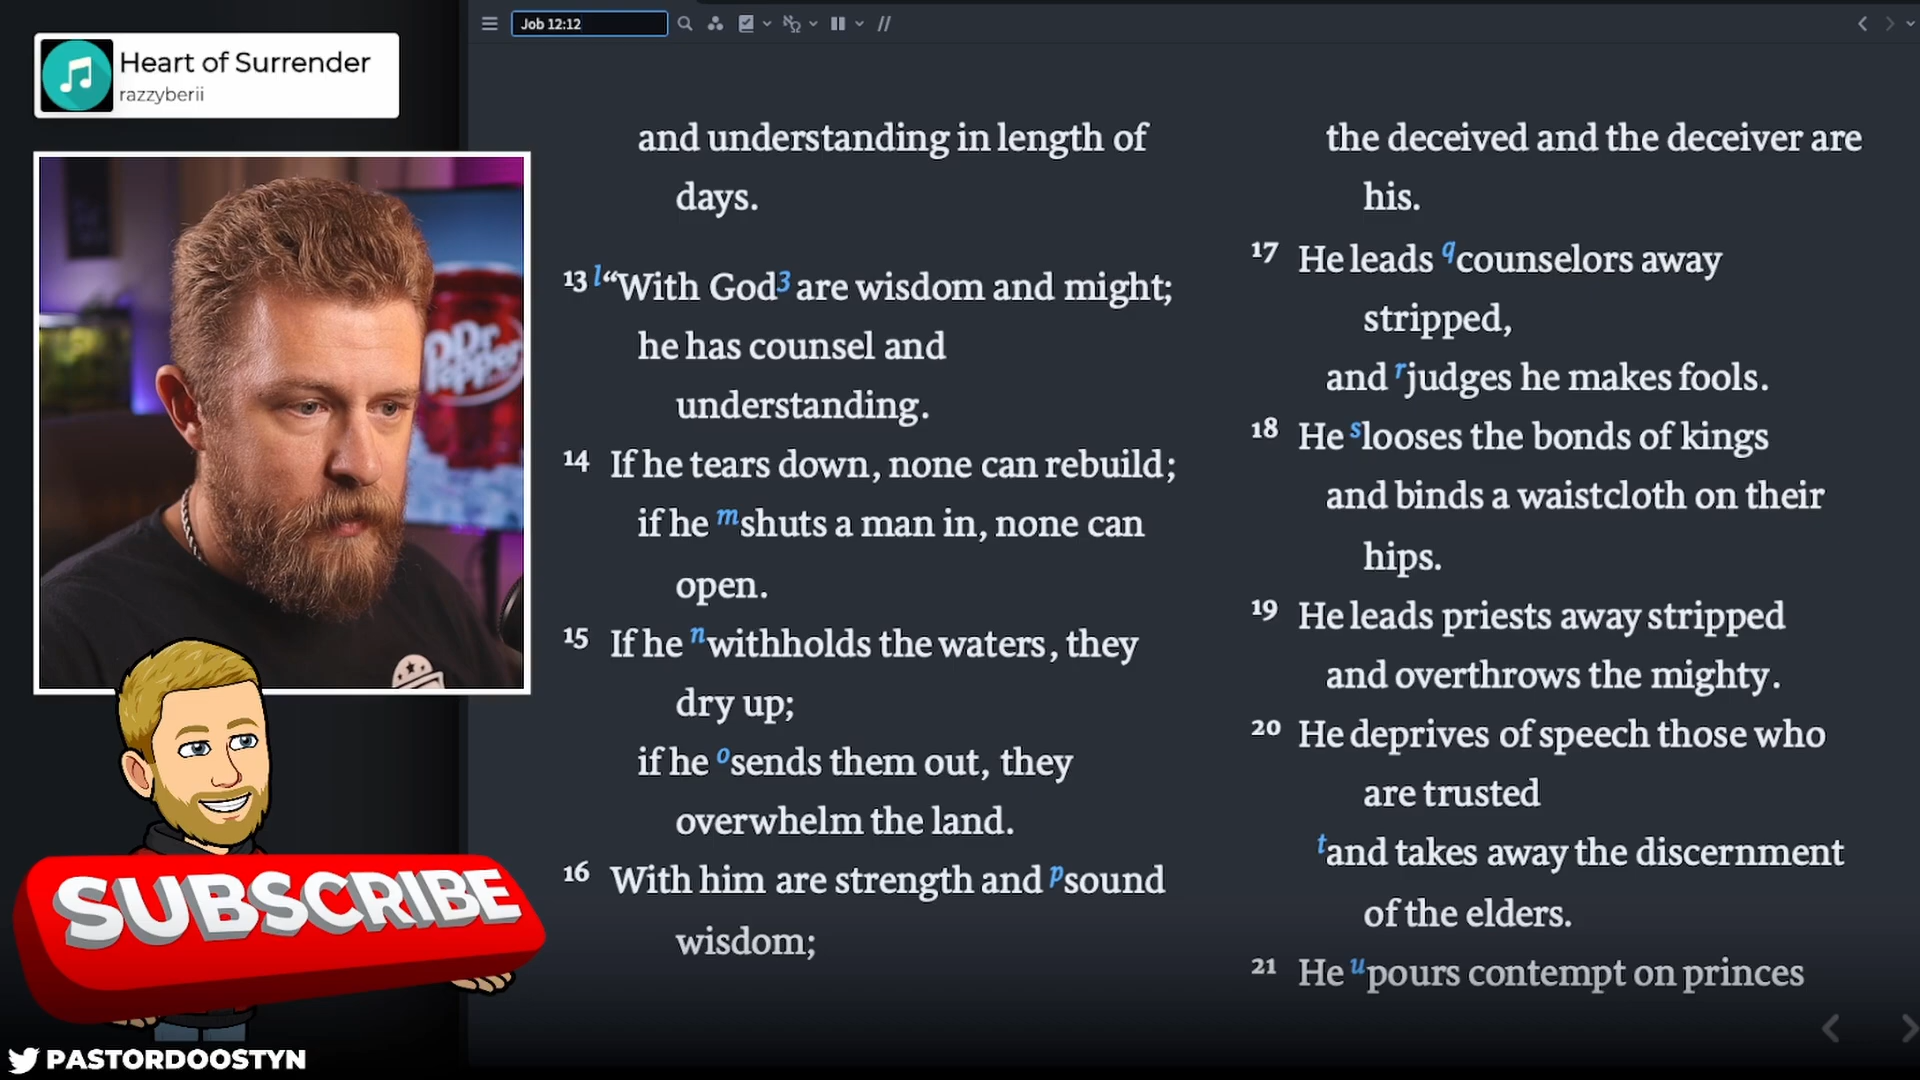 Job 12:12
//
Heart of Surrender
razzyberii
Dr
Pepper
and understanding in length of
days.
13 l“With God3 are wisdom and might;
he has counsel and
understanding.
14 If he tears down, none can rebuild;
if he mshuts a man in, none can
open.
15 If he nwithholds the waters, they
dry up;
if he osends them out, they
overwhelm the land.
16 With him are strength and psound
wisdom;
the deceived and the deceiver are
his.
17 He leads qcounselors away
stripped,
and rjudges he makes fools.
18 He slooses the bonds of kings
and binds a waistcloth on their
hips.
19 He leads priests away stripped
and overthrows the mighty.
20 He deprives of speech those who
are trusted
tand takes away the discernment
of the elders.
21 He upours contempt on princes
SUBSCRIBE
PASTORDOOSTYN